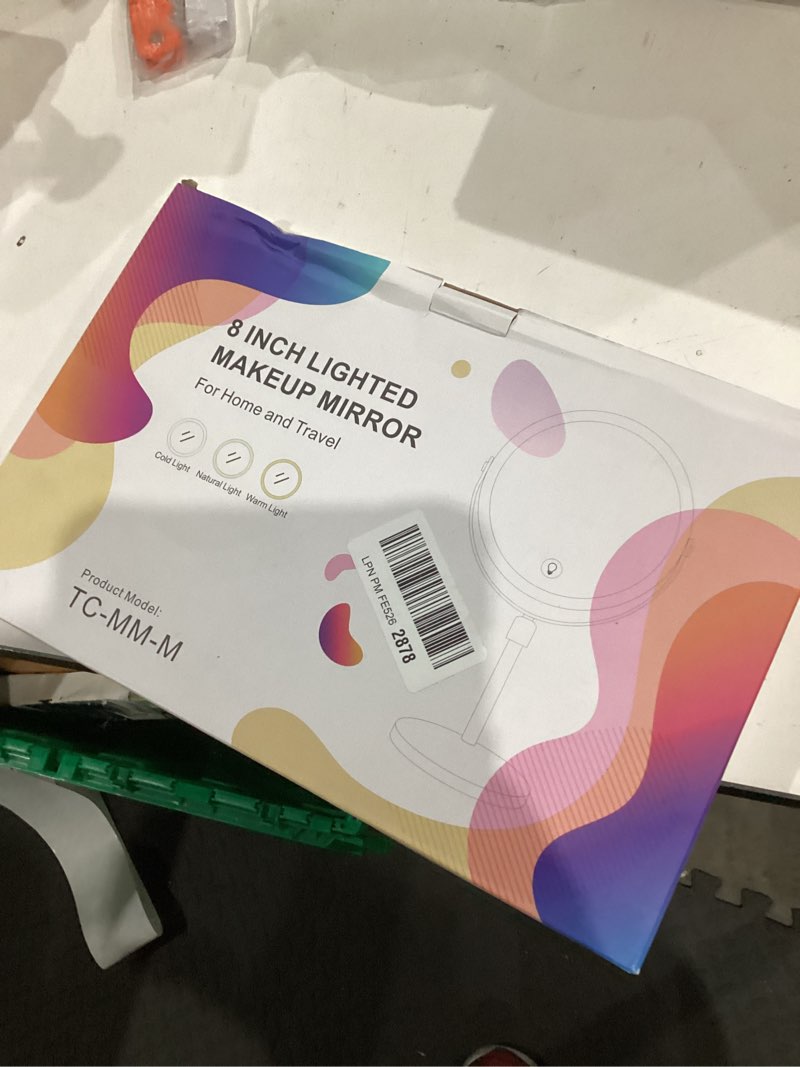 8 INCH LIGHTED
MAKEUP MIRROR
For Home and Travel
Cold Light
Natural Light
Warm Light
Product Model:
TC-MM-M
LPN PM FE526 2878